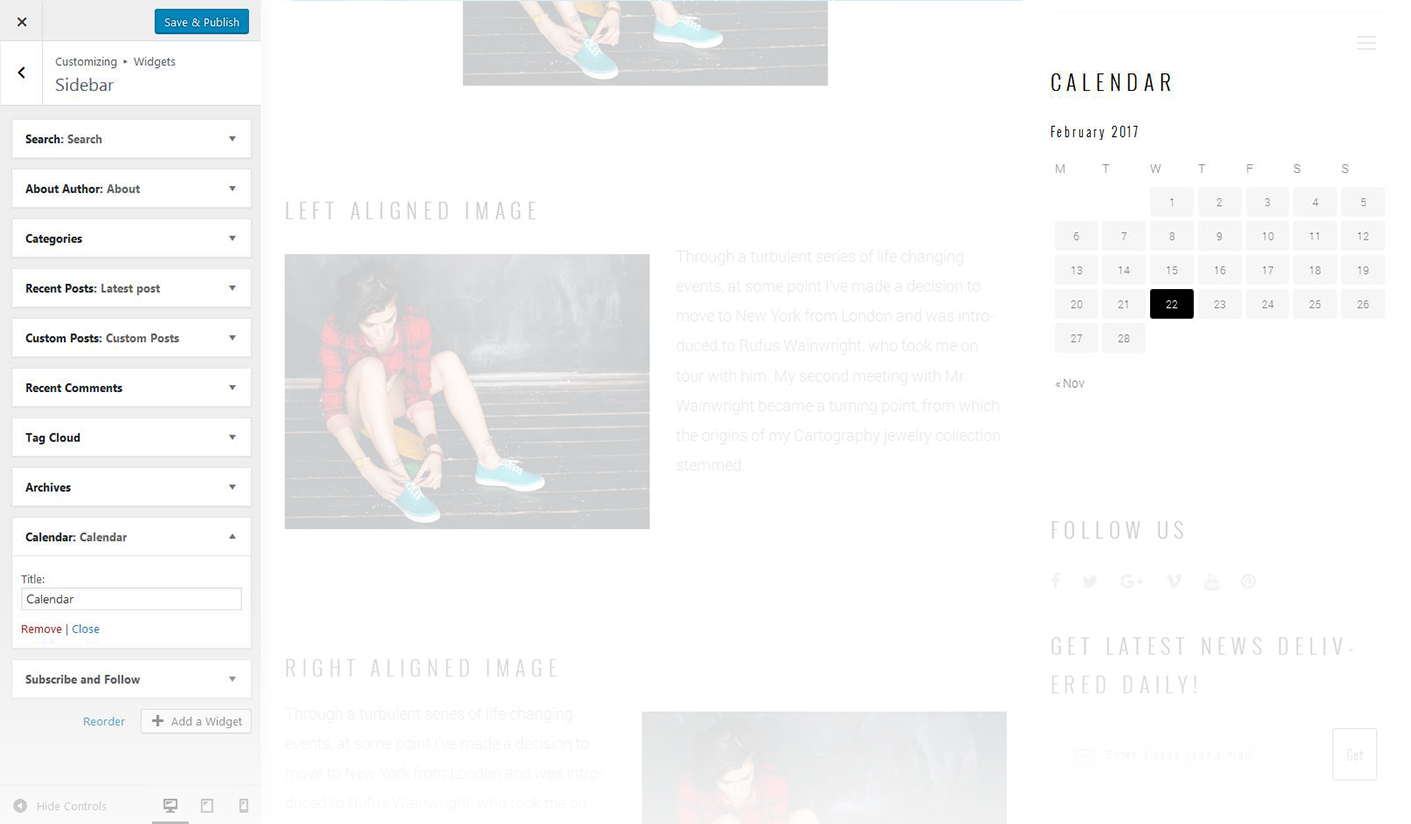 Save & Publish
Customizing ▸ Widgets
Sidebar
Search: Search
About Author: About
Categories
Recent Posts: Latest post
Custom Posts: Custom Posts
Recent Comments
Tag Cloud
Archives
Calendar: Calendar
Title:
Calendar
Remove | Close
Subscribe and Follow
Reorder
Add a Widget
Hide Controls
LEFT ALIGNED IMAGE
Through a turbulent series of life changing
events, at some point I've made a decision to
move to New York from London and was intro-
duced to Rufus Wainwright, who took me on
tour with him. My second meeting with Mr.
Wainwright became a turning point, from which
the origins of my Cartography jewelry collection
stemmed
RIGHT ALIGNED IMAGE
Through a turbulent series of life changing
events, at some point I've made a decision to
move to New York from London and was intro-
duced to Rufus Wainwright, who took me on
CALENDAR
February 2017
M T W T F S S
1 2 3 4 5
6 7 8 9 10 11 12
13 14 15 16 17 18 19
20 21 22 23 24 25 26
27 28
« Nov
FOLLOW US
GET LATEST NEWS DELIV-
ERED DAILY!
Enter please your e-mail
Get